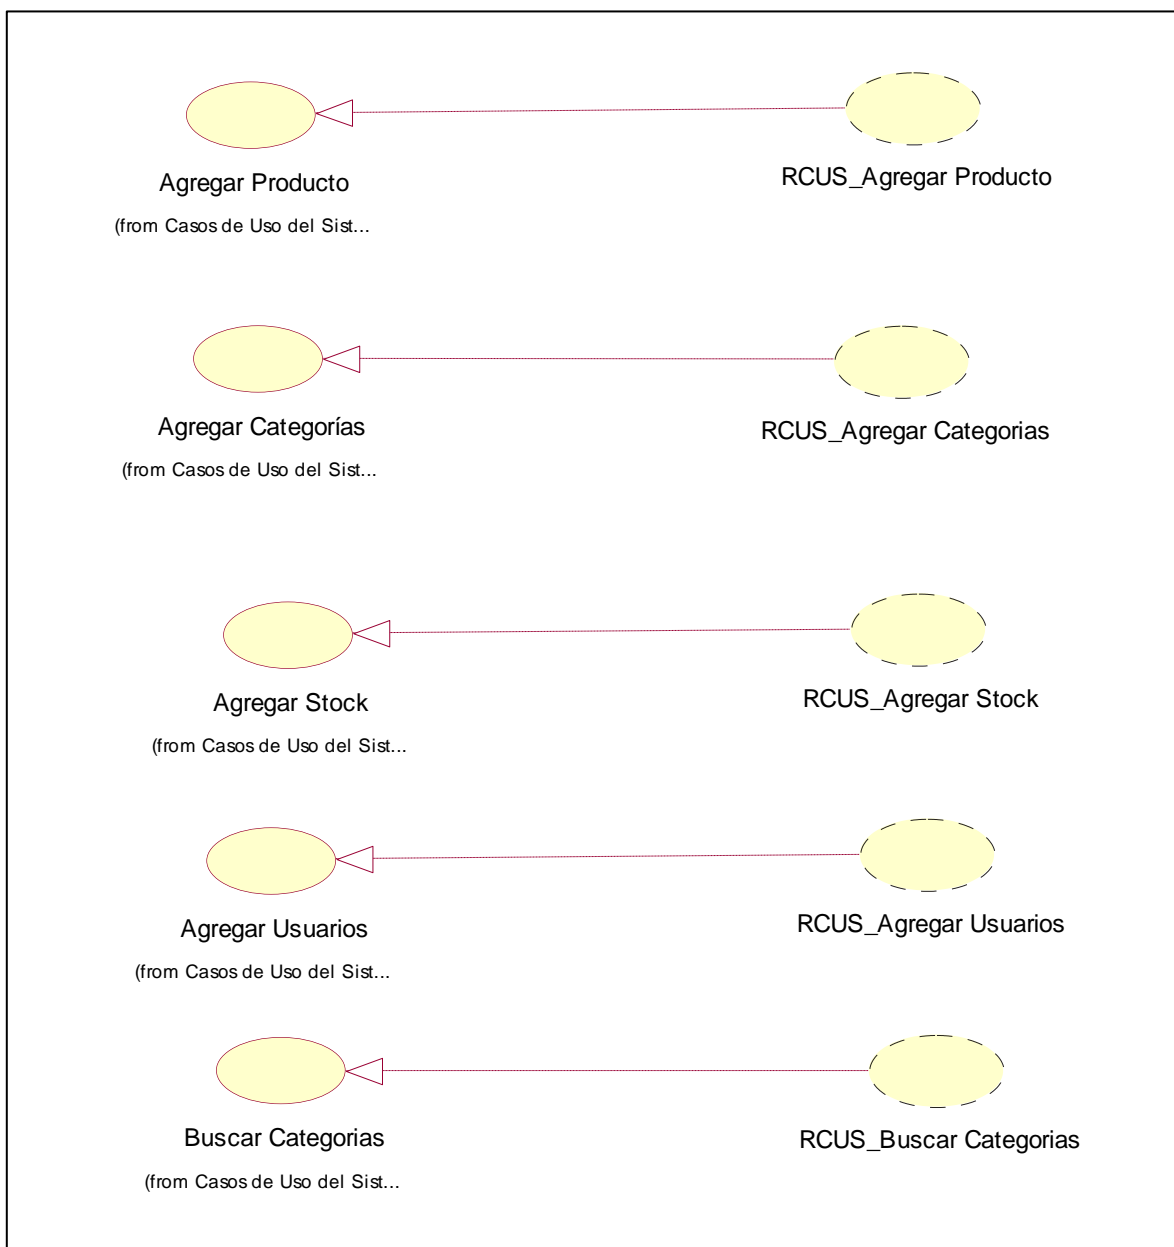 Agregar Producto
RCUS_Agregar Producto
(from Casos de Uso del Sist...
Agregar Categorías
RCUS_Agregar Categorias
(from Casos de Uso del Sist...
Agregar Stock
RCUS_Agregar Stock
(from Casos de Uso del Sist...
Agregar Usuarios
RCUS_Agregar Usuarios
(from Casos de Uso del Sist...
Buscar Categorias
RCUS_Buscar Categorias
(from Casos de Uso del Sist...